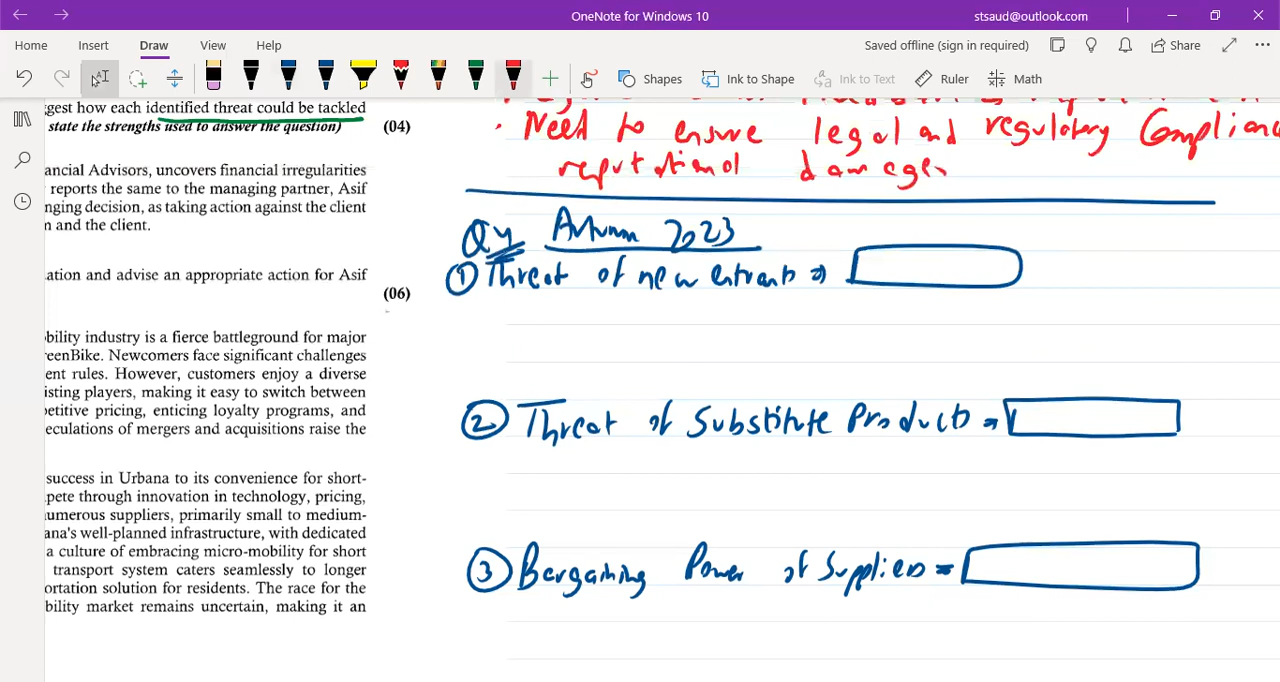 OneNote for Windows 10
stsaud@outlook.com
Home Insert Draw View Help
Saved offline (sign in required)
Share
Shapes Ink to Shape Ink to Text Ruler Math
ggest how each identified threat could be tackled
state the strengths used to answer the question) (04)
ancial Advisors, uncovers financial irregularities
reports the same to the managing partner, Asif
nging decision, as taking action against the client
m and the client.
ation and advise an appropriate action for Asif
(06)
bility industry is a fierce battleground for major
reenBike. Newcomers face significant challenges
ent rules. However, customers enjoy a diverse
isting players, making it easy to switch between
petitive pricing, enticing loyalty programs, and
eculations of mergers and acquisitions raise the
success in Urbana to its convenience for short-
pete through innovation in technology, pricing,
umerous suppliers, primarily small to medium-
ana's well-planned infrastructure, with dedicated
a culture of embracing micro-mobility for short
transport system caters seamlessly to longer
ortation solution for residents. The race for the
bility market remains uncertain, making it an
· Need to ensure legal and regulatory Complianc
reputational damages
Q4 Autumn 2023
① Threat of new entrants ⇒
② Threat of Substitute Products ⇒
③ Bargaining Power of Suppliers =